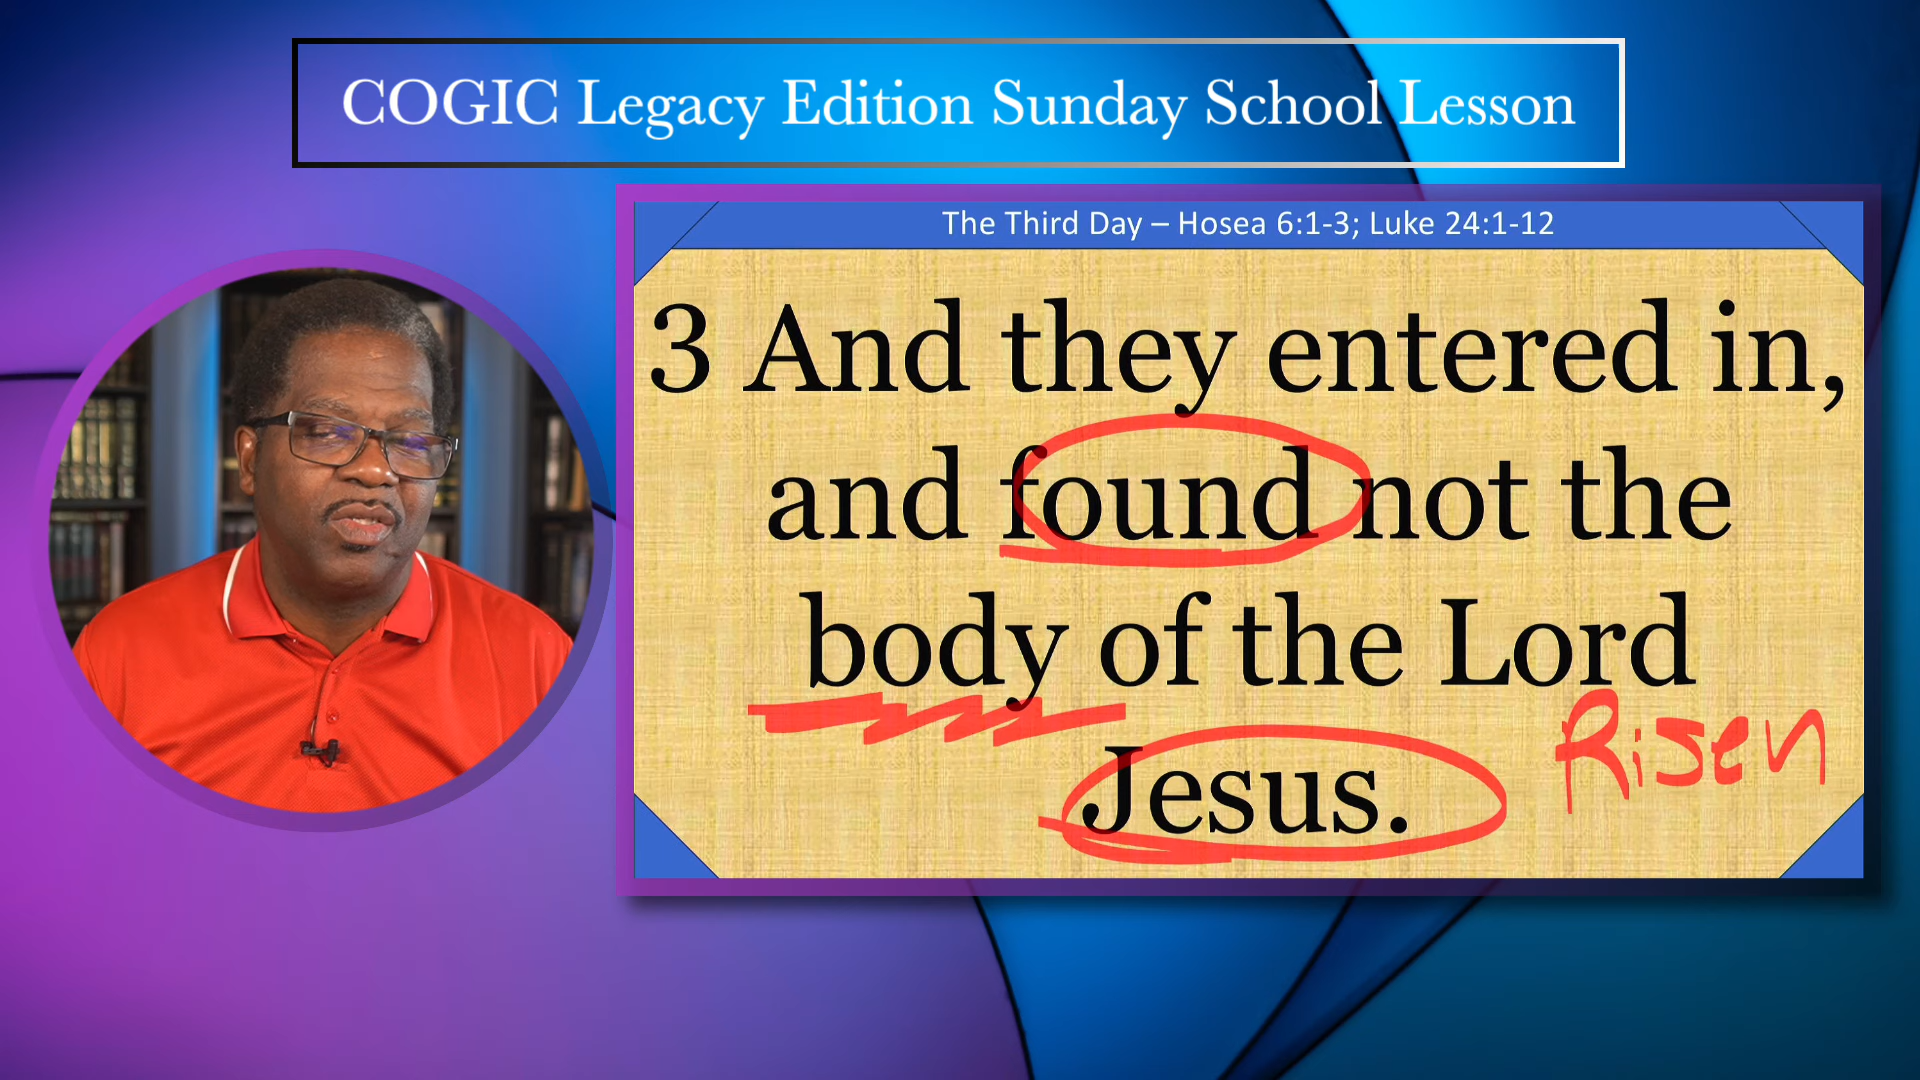 COGIC Legacy Edition Sunday School Lesson
The Third Day – Hosea 6:1-3; Luke 24:1-12
3 And they entered in,
and found not the
body of the Lord
Jesus.
Risen